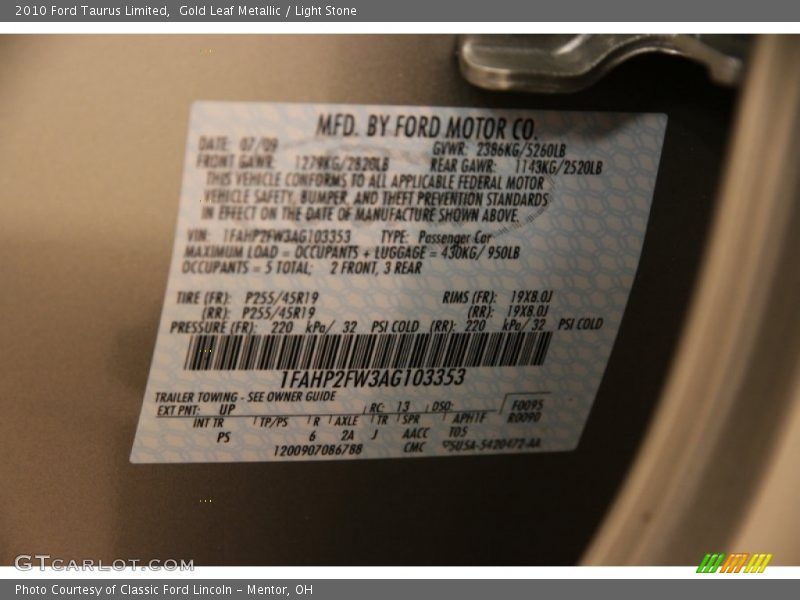 2010 Ford Taurus Limited,  Gold Leaf Metallic / Light Stone
MFD. BY FORD MOTOR CO.
DATE: 07/09 GVWR: 2386KG/5260LB
FRONT GAWR: 1279KG/2820LB REAR GAWR: 1143KG/2520LB
THIS VEHICLE CONFORMS TO ALL APPLICABLE FEDERAL MOTOR
VEHICLE SAFETY, BUMPER, AND THEFT PREVENTION STANDARDS
IN EFFECT ON THE DATE OF MANUFACTURE SHOWN ABOVE.
VIN: 1FAHP2FW3AG103353 TYPE: Passenger Car
MAXIMUM LOAD = OCCUPANTS + LUGGAGE = 430KG/ 950LB
OCCUPANTS = 5 TOTAL; 2 FRONT, 3 REAR
TIRE (FR): P255/45R19 RIMS (FR): 19X8.0J
(RR): P255/45R19 (RR): 19X8.0J
PRESSURE (FR): 220 kPa/ 32 PSI COLD (RR): 220 kPa/ 32 PSI COLD
1FAHP2FW3AG103353
TRAILER TOWING - SEE OWNER GUIDE
EXT PNT: UP RC: 13 DSO: F0095
INT TR TP/PS R AXLE TR SPR APH1F R0090
PS 6 2A J AACC T05
1200907086788 CMC 5U5A-5420472-AA
GTCARLOT.COM
Photo Courtesy of Classic Ford Lincoln - Mentor, OH